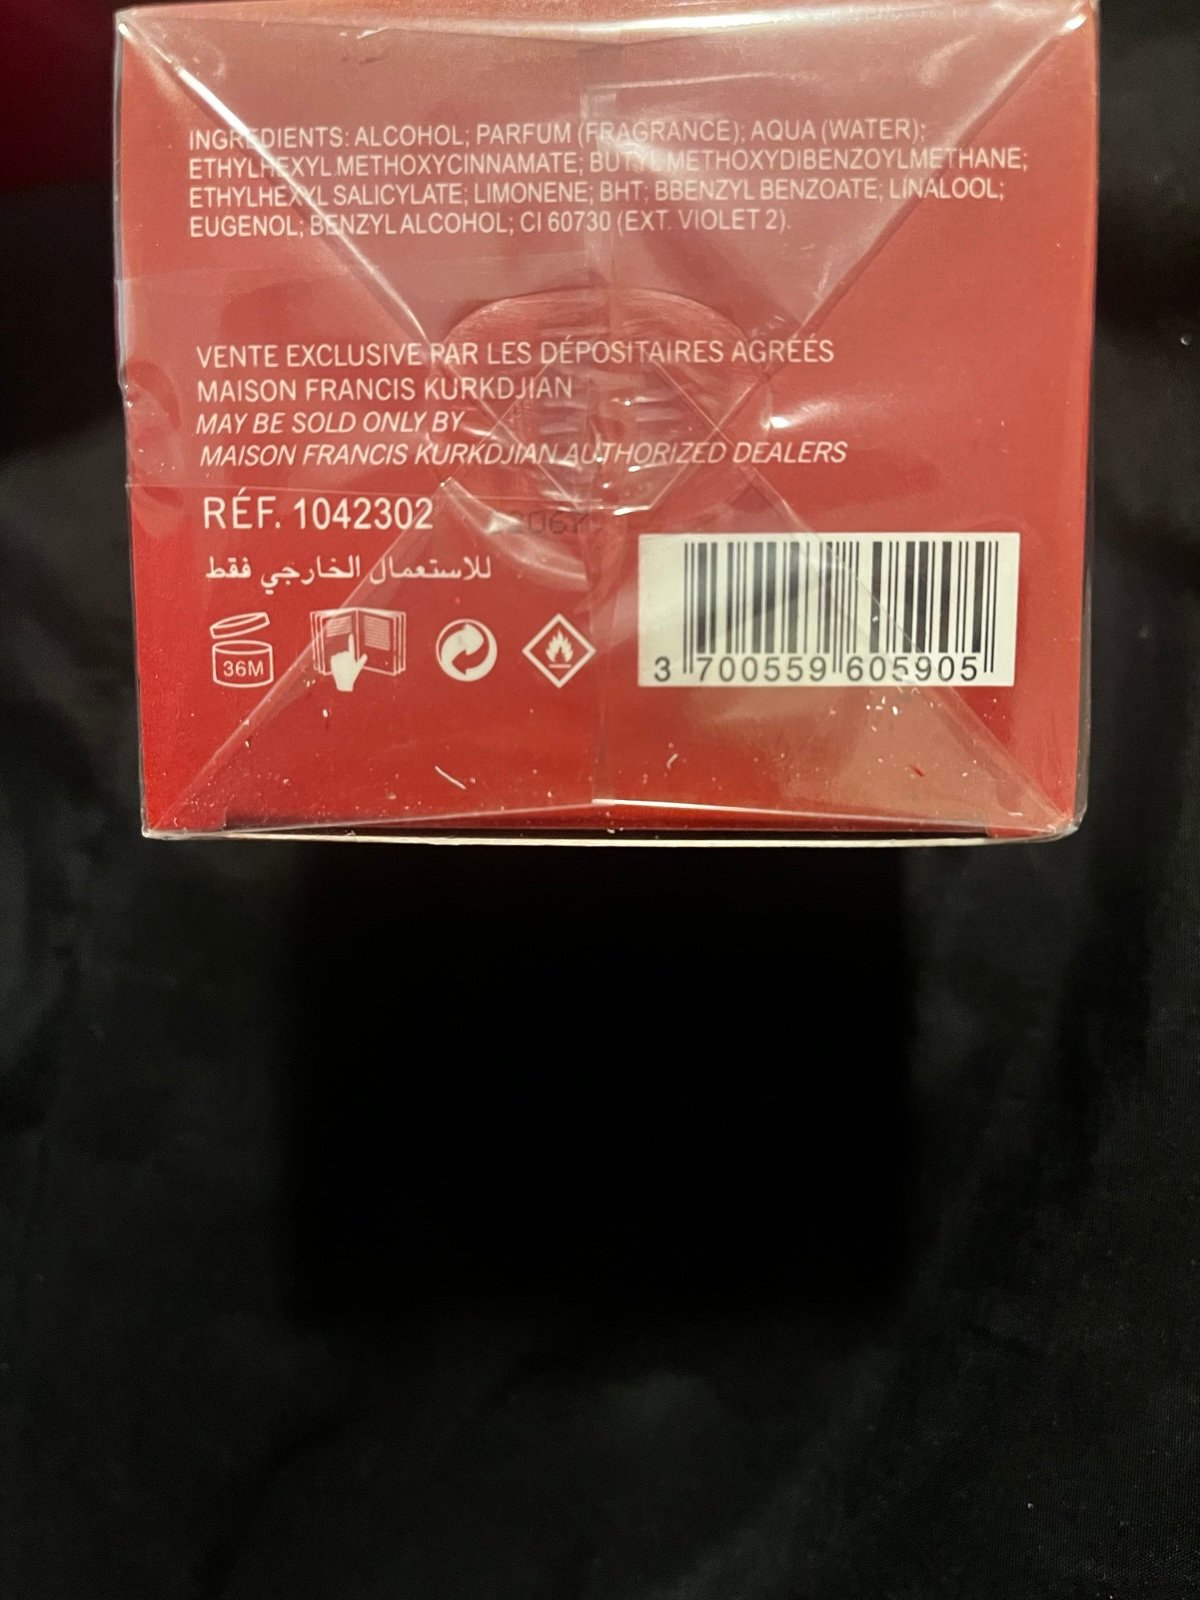 INGREDIENTS: ALCOHOL; PARFUM (FRAGRANCE); AQUA (WATER);
ETHYLHEXYL METHOXYCINNAMATE; BUTYL METHOXYDIBENZOYLMETHANE;
ETHYLHEXYL SALICYLATE; LIMONENE; BHT; BBENZYL BENZOATE; LINALOOL;
EUGENOL; BENZYL ALCOHOL; CI 60730 (EXT. VIOLET 2).
VENTE EXCLUSIVE PAR LES DÉPOSITAIRES AGRÉÉS
MAISON FRANCIS KURKDJIAN
MAY BE SOLD ONLY BY
MAISON FRANCIS KURKDJIAN AUTHORIZED DEALERS
RÉF. 1042302
للاستعمال الخارجي فقط
36M
3 700559 605905